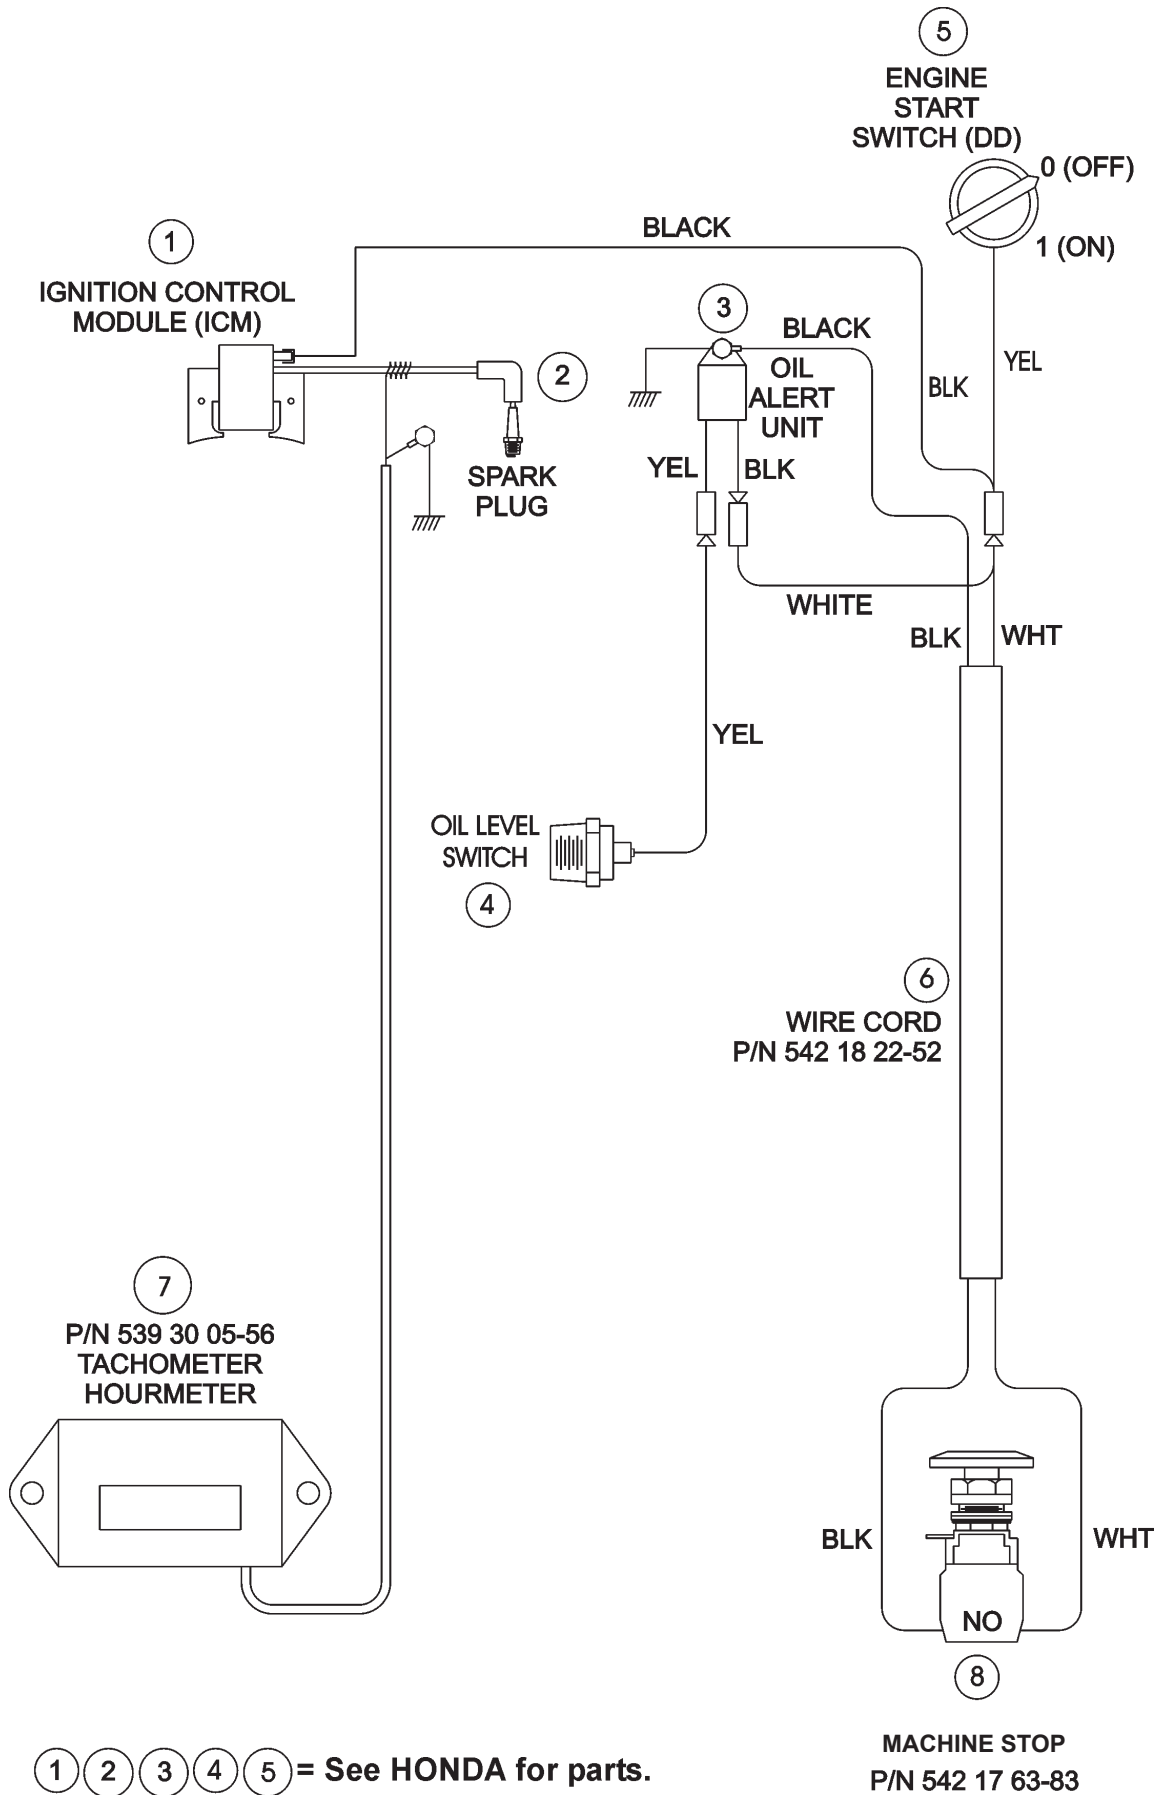 5
ENGINE
START
SWITCH (DD)
0 (OFF)
1 (ON)
BLACK
1
IGNITION CONTROL
MODULE (ICM)
3
BLACK
OIL
ALERT
UNIT
YEL
BLK
2
SPARK
PLUG
YEL
BLK
WHITE
BLK
WHT
YEL
OIL LEVEL
SWITCH
4
6
WIRE CORD
P/N 542 18 22-52
7
P/N 539 30 05-56
TACHOMETER
HOURMETER
BLK
WHT
NO
8
MACHINE STOP
P/N 542 17 63-83
1 2 3 4 5 = See HONDA for parts.